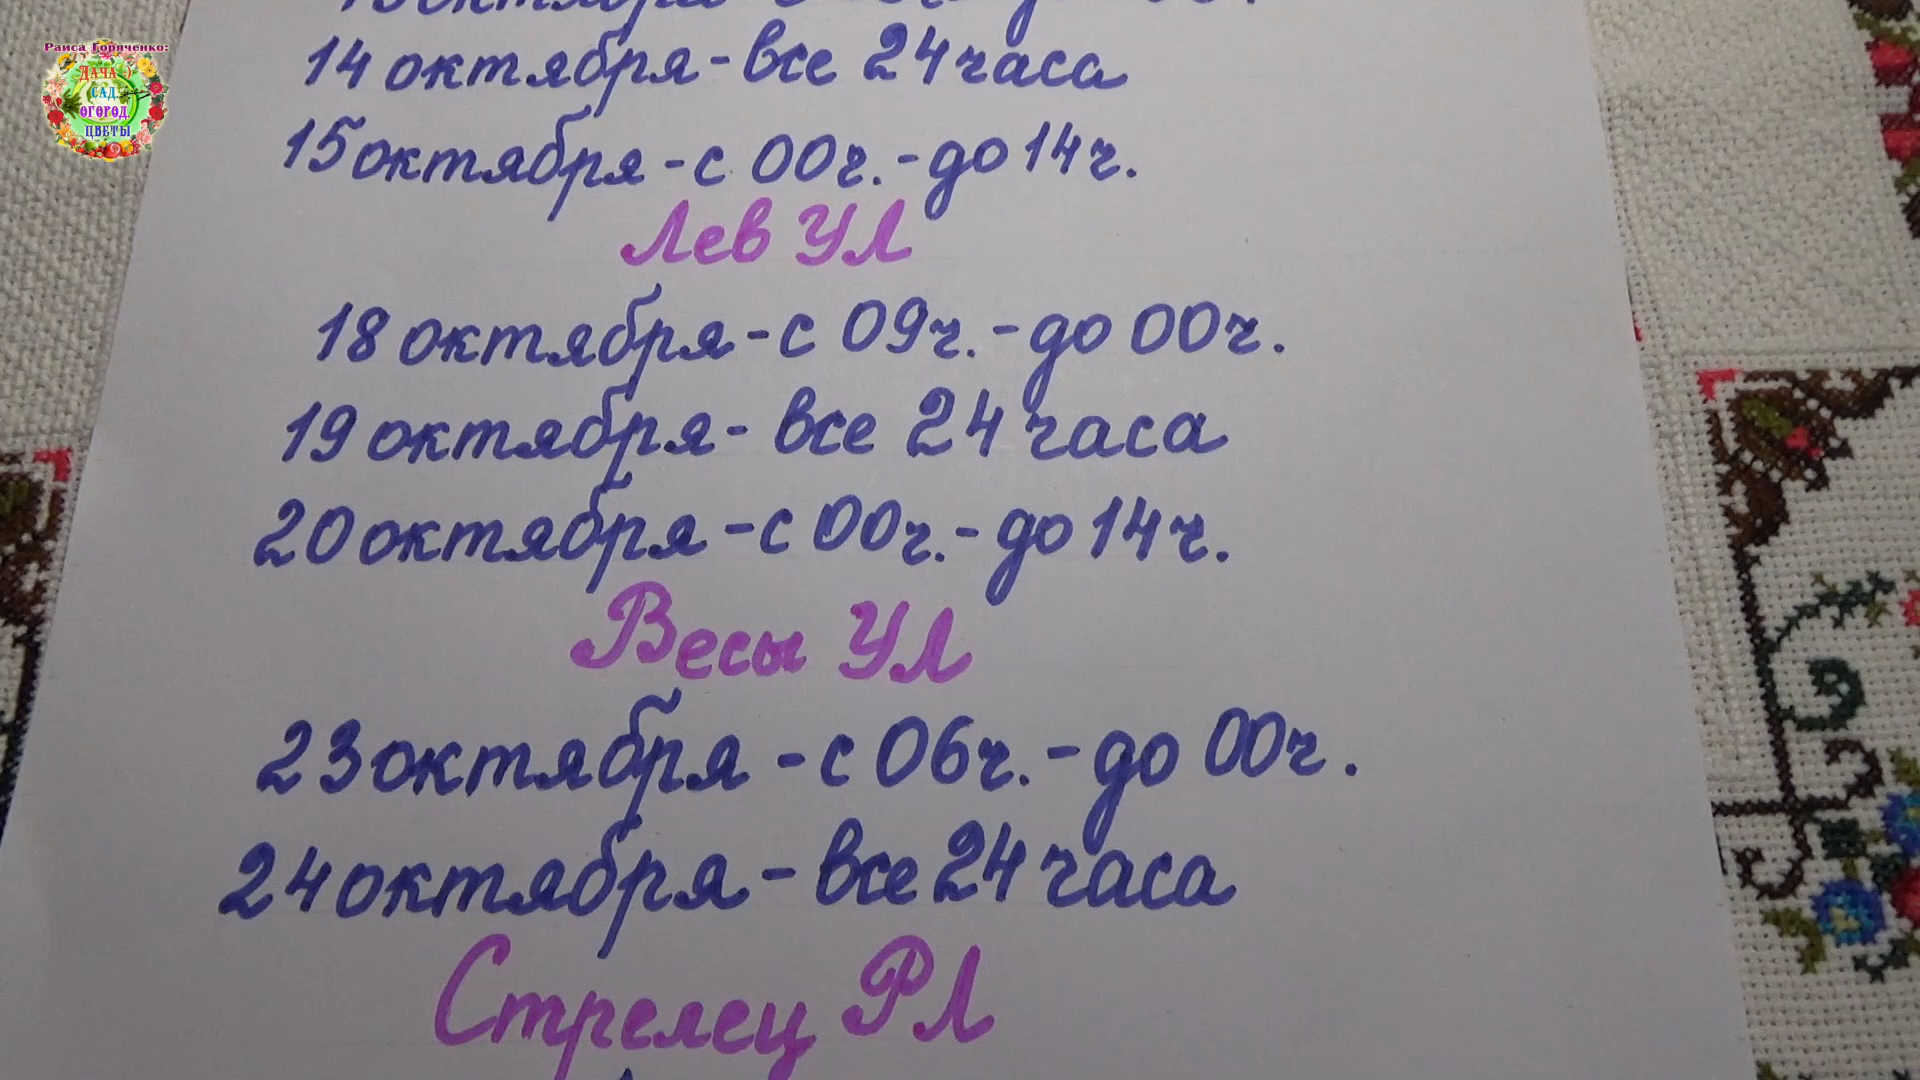 Раиса Горяченко:
Дача :)
САД,
ОГОРОД,
ЦВЕТЫ
14 октября - все 24 часа
15 октября - с 00ч. - до 14ч.
Лев УЛ
18 октября - с 09ч. - до 00ч.
19 октября - все 24 часа
20 октября - с 00ч. - до 14ч.
Весы УЛ
23 октября - с 06ч. - до 00ч.
24 октября - все 24 часа
Стрелец РЛ